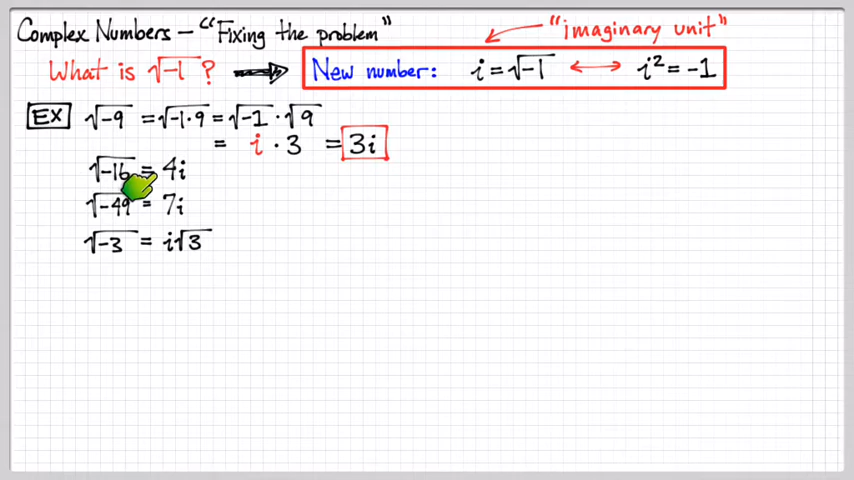 Complex Numbers – "Fixing the problem"
"imaginary unit"
What is √-1 ? → New number: i = √-1 ↔ i² = -1
EX √-9 = √-1·9 = √-1 · √9
= i · 3 = 3i
√-16 = 4i
√-49 = 7i
√-3 = i√3